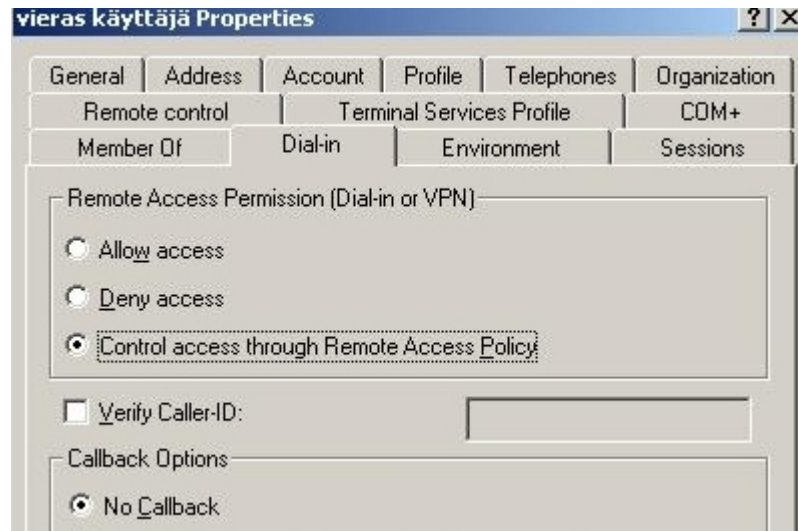 vieras käyttäjä Properties
General Address Account Profile Telephones Organization
Remote control Terminal Services Profile COM+
Member Of Dial-in Environment Sessions
Remote Access Permission (Dial-in or VPN)
Allow access
Deny access
Control access through Remote Access Policy
Verify Caller-ID:
Callback Options
No Callback